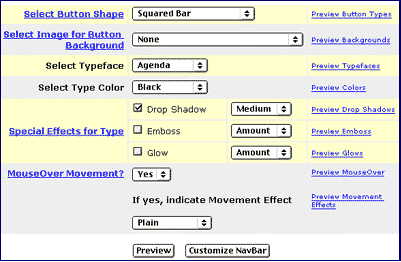 Select Button Shape Squared Bar Preview Button Types
Select Image for Button
Background None Preview Backgrounds
Select Typeface Agenda Preview Typefaces
Select Type Color Black Preview Colors
Drop Shadow Medium Preview Drop Shadows
Special Effects for Type Emboss Amount Preview Emboss
Glow Amount Preview Glows
MouseOver Movement? Yes Preview MouseOver
If yes, indicate Movement Effect Preview Movement
Effects
Plain
Preview Customize NavBar